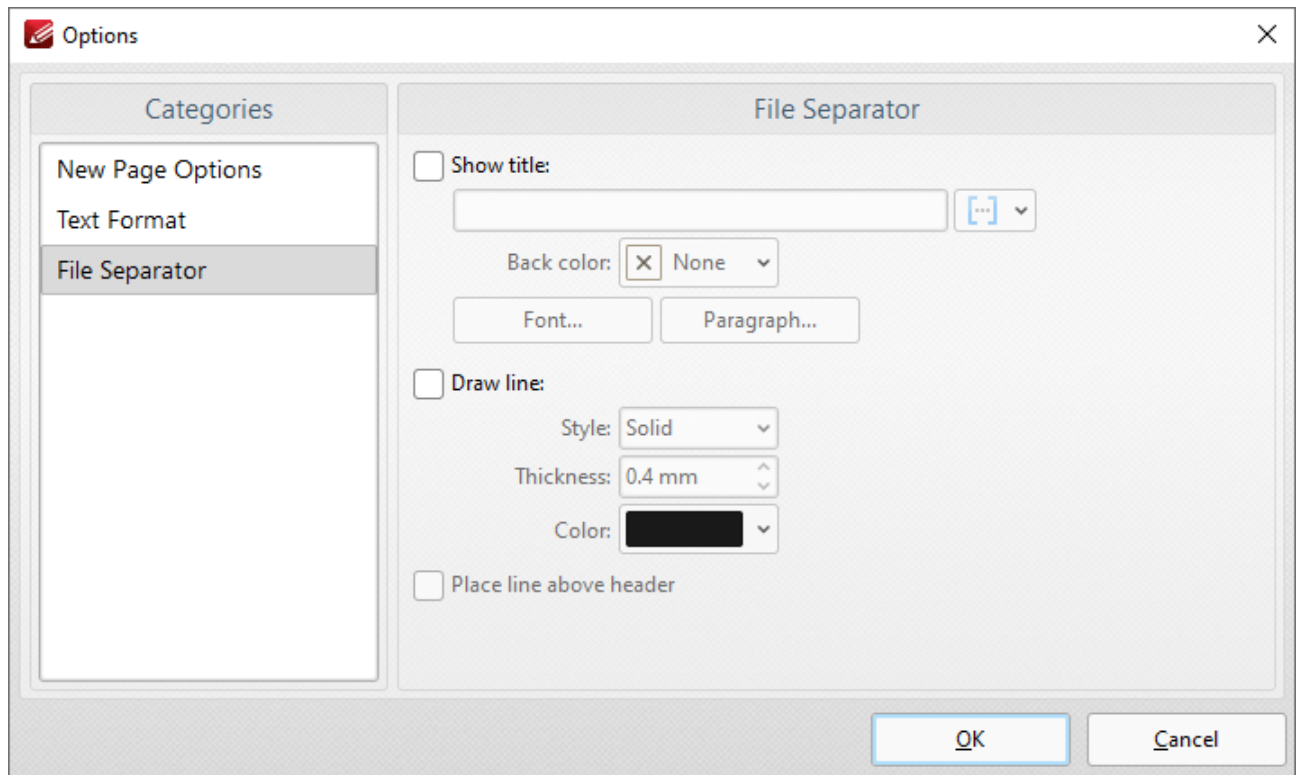 Options
Categories
New Page Options
Text Format
File Separator
File Separator
Show title:
Back color: None
Font... Paragraph...
Draw line:
Style: Solid
Thickness: 0.4 mm
Color:
Place line above header
OK Cancel